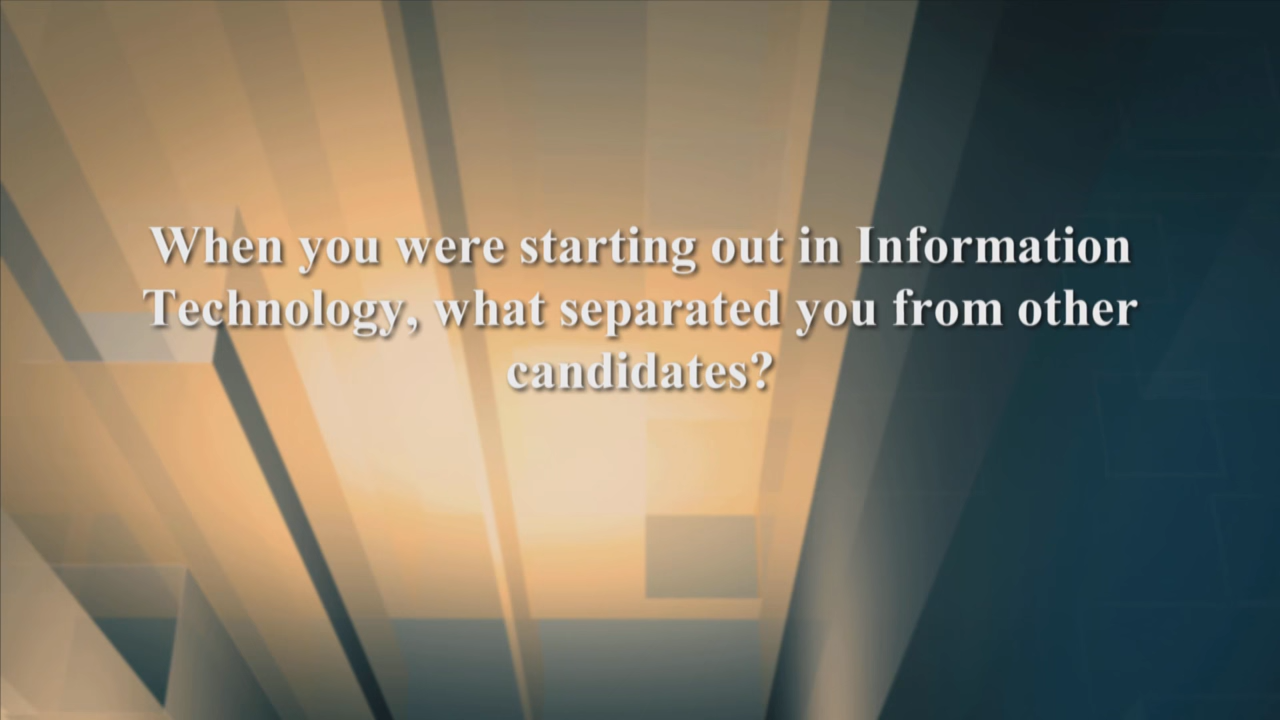 When you were starting out in Information
Technology, what separated you from other
candidates?